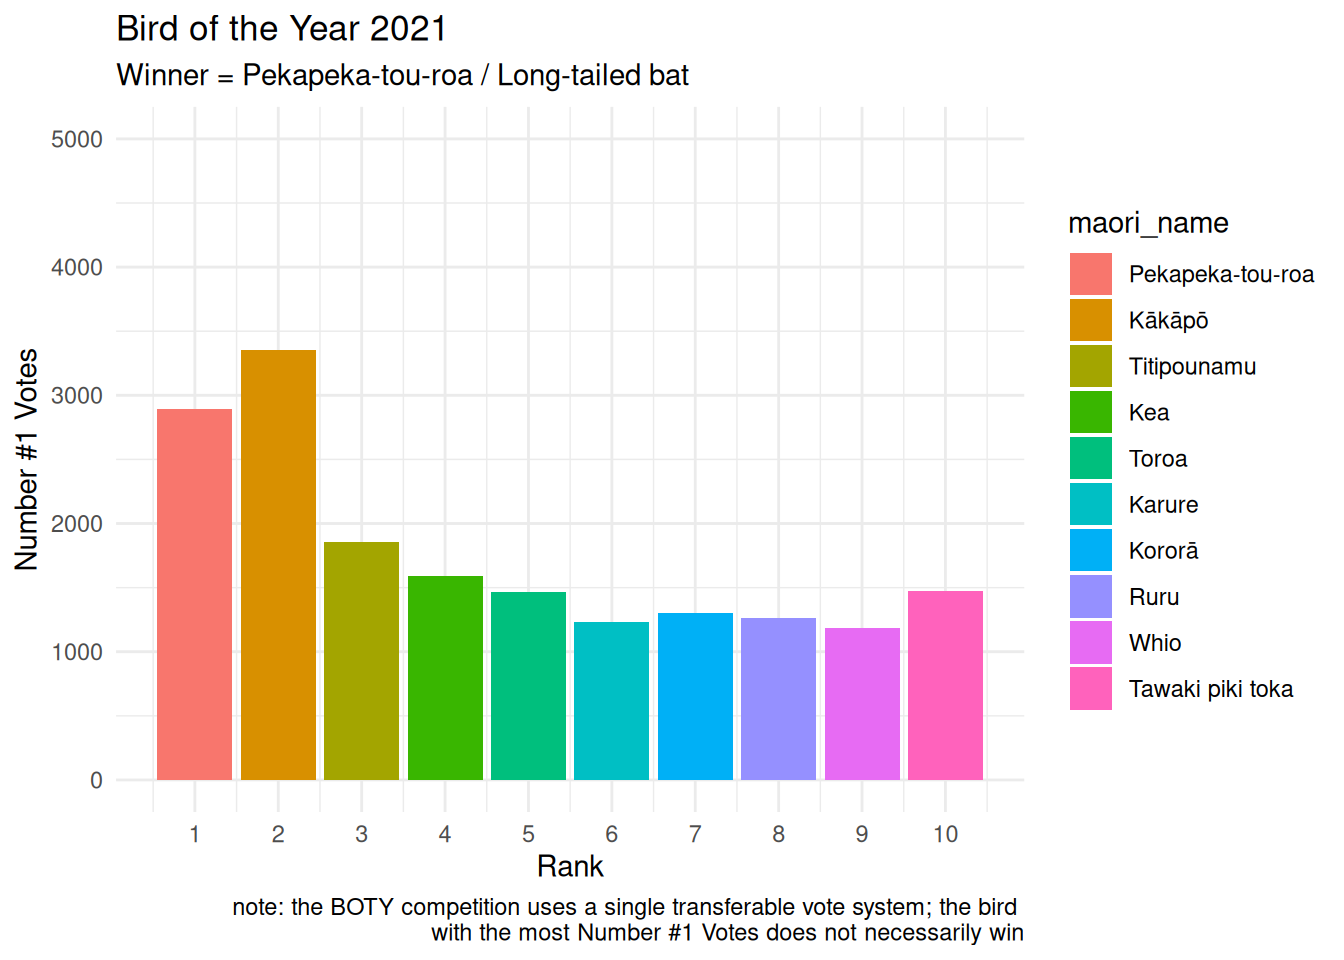 Bird of the Year 2021
Winner = Pekapeka-tou-roa / Long-tailed bat
Number #1 Votes
5000
4000
3000
2000
1000
0
1 2 3 4 5 6 7 8 9 10
Rank
maori_name
Pekapeka-tou-roa
Kākāpō
Titipounamu
Kea
Toroa
Karure
Kororā
Ruru
Whio
Tawaki piki toka
note: the BOTY competition uses a single transferable vote system; the bird
with the most Number #1 Votes does not necessarily win